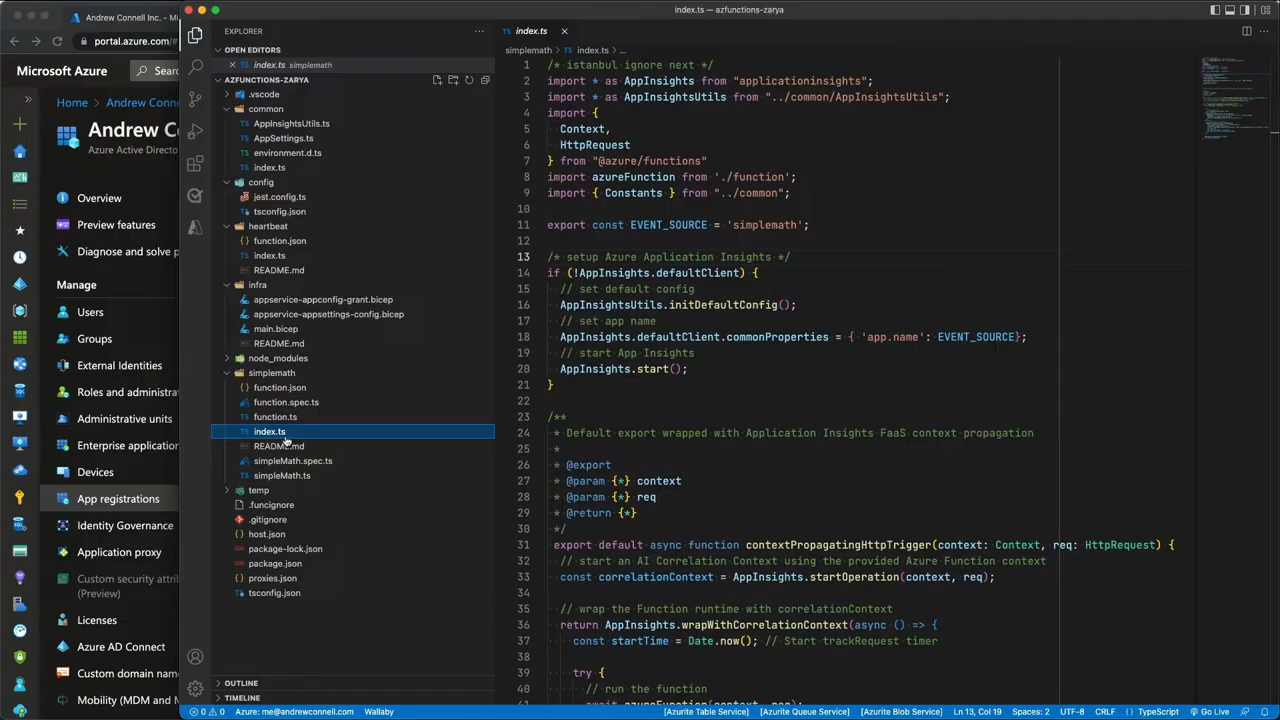 Andrew Connell Inc. - Mi
portal.azure.com/#
Microsoft Azure
Searc
Home > Andrew Conn
Andrew C
Azure Active Directo
Overview
Preview features
Diagnose and solve p
Manage
Users
Groups
External Identities
Roles and administra
Administrative units
Enterprise application
Devices
App registrations
Identity Governance
Application proxy
Custom security attri
(Preview)
Licenses
Azure AD Connect
Custom domain name
Mobility (MDM and M
index.ts — azfunctions-zarya
EXPLORER
OPEN EDITORS
index.ts simplemath
AZFUNCTIONS-ZARYA
.vscode
common
AppInsightsUtils.ts
AppSettings.ts
environment.d.ts
index.ts
config
jest.config.ts
tsconfig.json
heartbeat
function.json
index.ts
README.md
infra
appservice-appconfig-grant.bicep
appservice-appsettings-config.bicep
main.bicep
README.md
node_modules
simplemath
function.json
function.spec.ts
function.ts
index.ts
README.md
simpleMath.spec.ts
simpleMath.ts
temp
.funcignore
.gitignore
host.json
package-lock.json
package.json
proxies.json
tsconfig.json
OUTLINE
TIMELINE
TS index.ts
simplemath > TS index.ts > ...
1 /* istanbul ignore next */
2 import * as AppInsights from "applicationinsights";
3 import * as AppInsightsUtils from "../common/AppInsightsUtils";
4 import {
5 Context,
6 HttpRequest
7 } from "@azure/functions"
8 import azureFunction from './function';
9 import { Constants } from "../common";
10
11 export const EVENT_SOURCE = 'simplemath';
12
13 /* setup Azure Application Insights */
14 if (!AppInsights.defaultClient) {
15 // set default config
16 AppInsightsUtils.initDefaultConfig();
17 // set app name
18 AppInsights.defaultClient.commonProperties = { 'app.name': EVENT_SOURCE};
19 // start App Insights
20 AppInsights.start();
21 }
22
23 /**
24 * Default export wrapped with Application Insights FaaS context propagation
25 *
26 * @export
27 * @param {*} context
28 * @param {*} req
29 * @return {*}
30 */
31 export default async function contextPropagatingHttpTrigger(context: Context, req: HttpRequest) {
32 // start an AI Correlation Context using the provided Azure Function context
33 const correlationContext = AppInsights.startOperation(context, req);
34
35 // wrap the Function runtime with correlationContext
36 return AppInsights.wrapWithCorrelationContext(async () => {
37 const startTime = Date.now(); // Start trackRequest timer
38
39 try {
40 // run the function
await azureFunction(context, req);
0 0 Azure: me@andrewconnell.com Wallaby [Azurite Table Service] [Azurite Queue Service] [Azurite Blob Service] Ln 13, Col 19 Spaces: 2 UTF-8 CRLF {} TypeScript Go Live